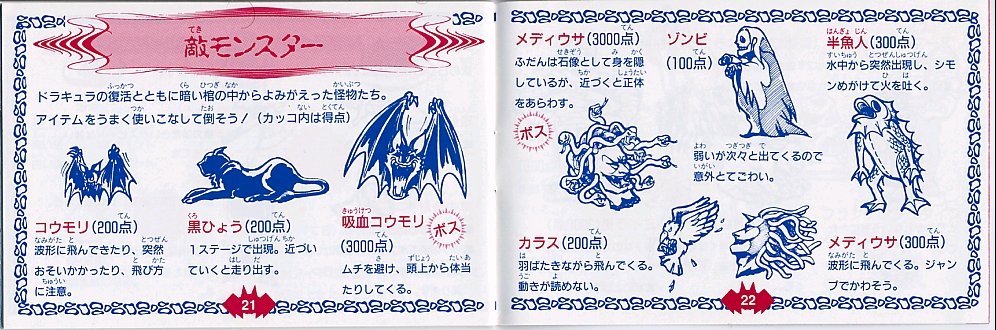 敵モンスター
ドラキュラの復活とともに暗い棺の中からよみがえった怪物たち。
アイテムをうまく使いこなして倒そう！(カッコ内は得点)
コウモリ(200点)
波形に飛んできたり、突然
おそいかかったり、飛び方
に注意。
黒ひょう(200点)
1ステージで出現。近づい
ていくと走り出す。
吸血コウモリ
(3000点)
ボス
ムチを避け、頭上から体当
たりしてくる。
21
メディウサ(3000点)
ふだんは石像として身を隠
しているが、近づくと正体
をあらわす。
ボス
ゾンビ
(100点)
弱いが次々と出てくるので
意外とてごわい。
半魚人(300点)
水中から突然出現し、シモ
ンめがけて火を吐く。
カラス(200点)
羽ばたきながら飛んでくる。
動きが読めない。
メディウサ(300点)
波形に飛んでくる。ジャン
プでかわそう。
22